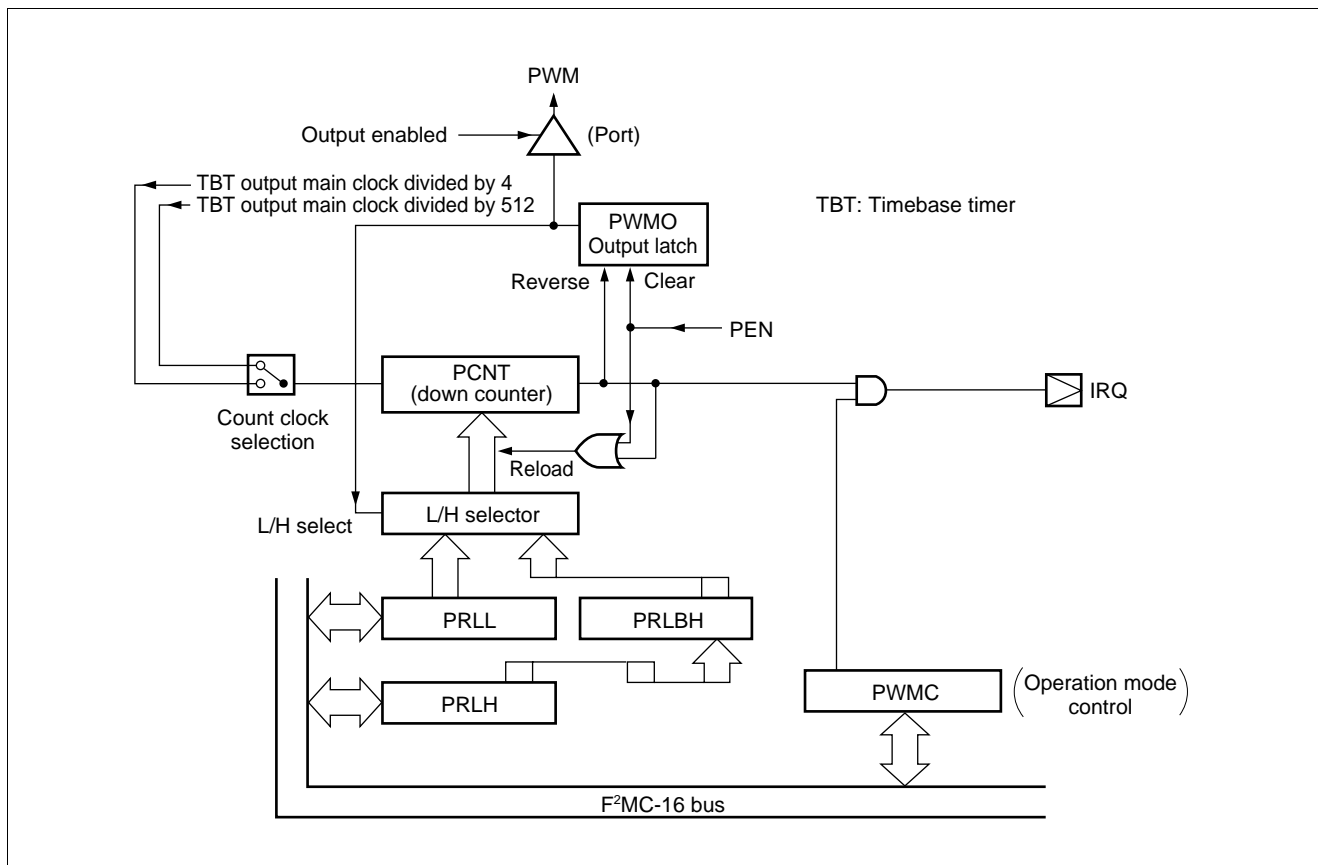 PWM
Output enabled
(Port)
TBT output main clock divided by 4
TBT output main clock divided by 512
TBT: Timebase timer
PWMO
Output latch
Reverse
Clear
PEN
PCNT
(down counter)
IRQ
Count clock
selection
Reload
L/H selector
L/H select
PRLL
PRLBH
PRLH
PWMC
(Operation mode
control)
F²MC-16 bus